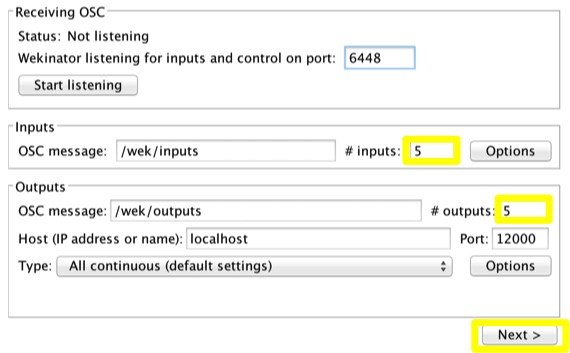 Receiving OSC
Status: Not listening
Wekinator listening for inputs and control on port: 6448
Start listening
Inputs
OSC message: /wek/inputs # inputs: 5 Options
Outputs
OSC message: /wek/outputs # outputs: 5
Host (IP address or name): localhost Port: 12000
Type: All continuous (default settings) Options
Next >